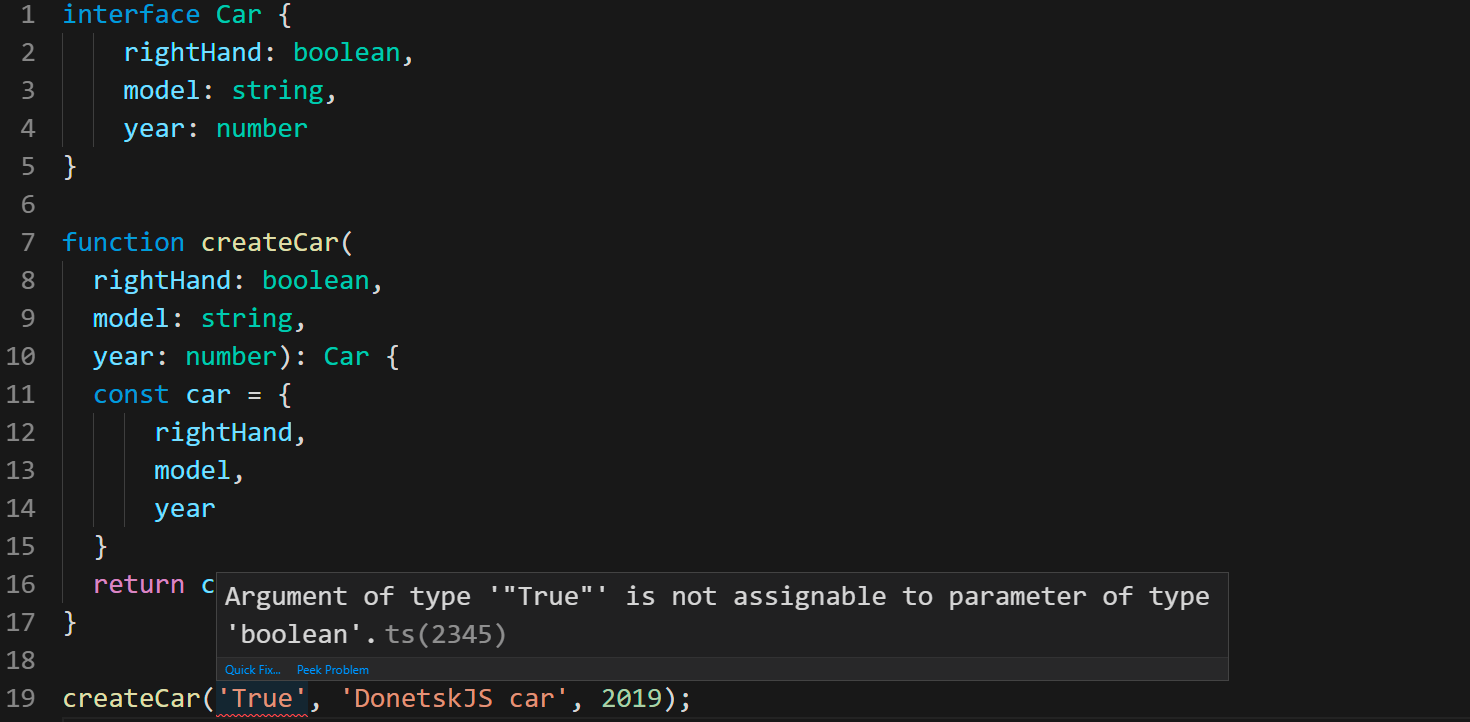 1 interface Car {
2 rightHand: boolean,
3 model: string,
4 year: number
5 }
6
7 function createCar(
8 rightHand: boolean,
9 model: string,
10 year: number): Car {
11 const car = {
12 rightHand,
13 model,
14 year
15 }
16 return c
Argument of type '"True"' is not assignable to parameter of type
'boolean'. ts(2345)
17 }
18
Quick Fix... Peek Problem
19 createCar('True', 'DonetskJS car', 2019);